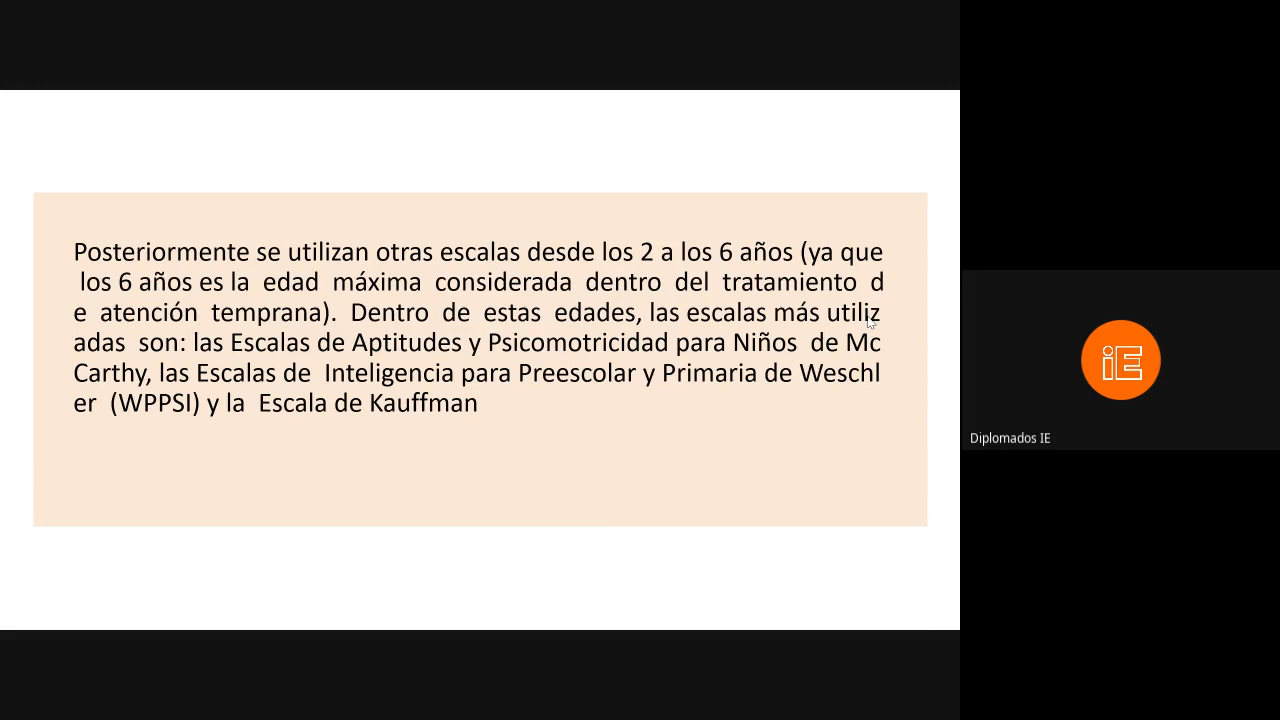 Posteriormente se utilizan otras escalas desde los 2 a los 6 años (ya que
los 6 años es la edad máxima considerada dentro del tratamiento d
e atención temprana). Dentro de estas edades, las escalas más utiliz
adas son: las Escalas de Aptitudes y Psicomotricidad para Niños de Mc
Carthy, las Escalas de Inteligencia para Preescolar y Primaria de Weschl
er (WPPSI) y la Escala de Kauffman
iE
Diplomados IE